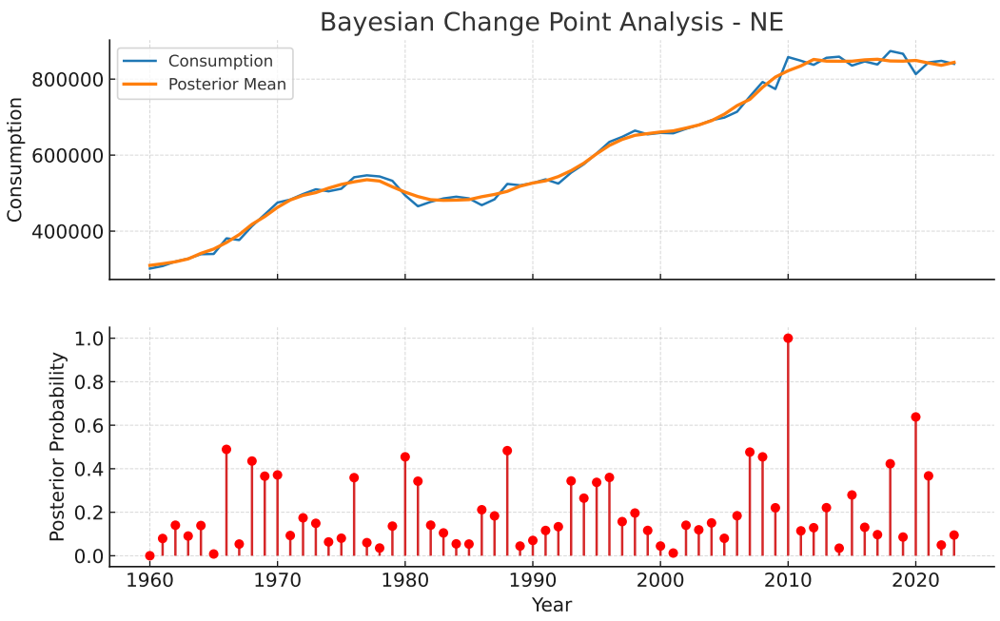 Bayesian Change Point Analysis - NE
Consumption
Posterior Mean
Consumption
800000
600000
400000
Posterior Probability
1.0
0.8
0.6
0.4
0.2
0.0
1960 1970 1980 1990 2000 2010 2020
Year